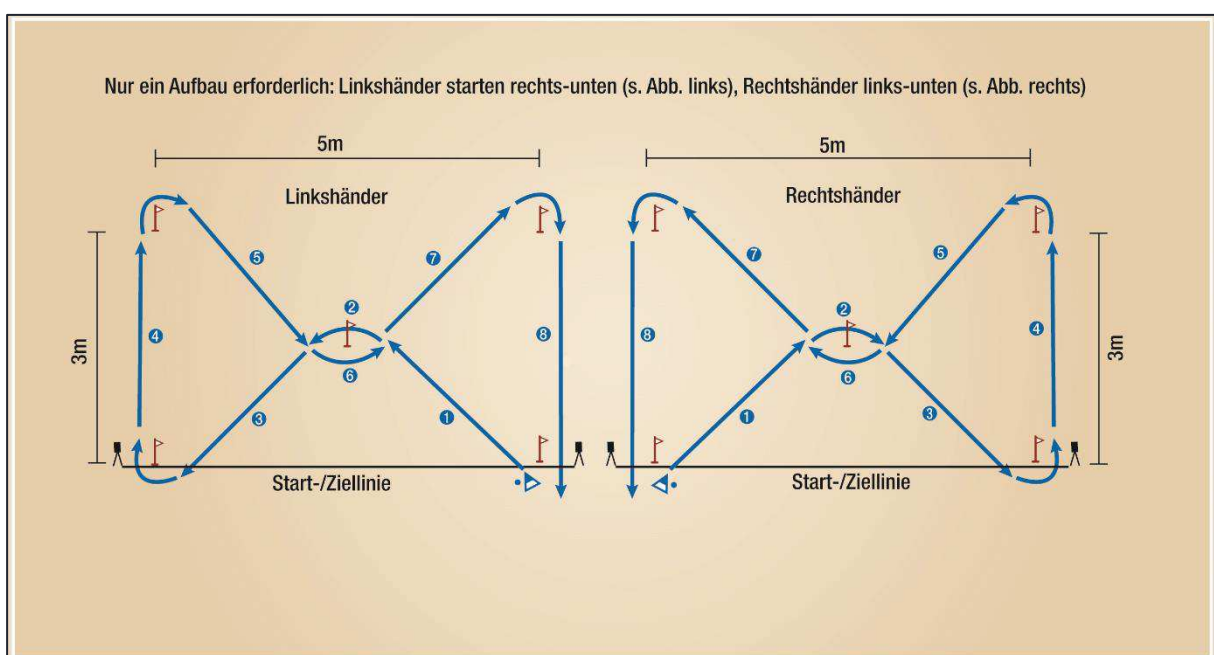 Nur ein Aufbau erforderlich: Linkshänder starten rechts-unten (s. Abb. links), Rechtshänder links-unten (s. Abb. rechts)
5m
5m
Linkshänder
Rechtshänder
5
7
7
5
2
2
4
8
8
4
3m
3m
6
6
3
1
1
3
Start-/Ziellinie
Start-/Ziellinie